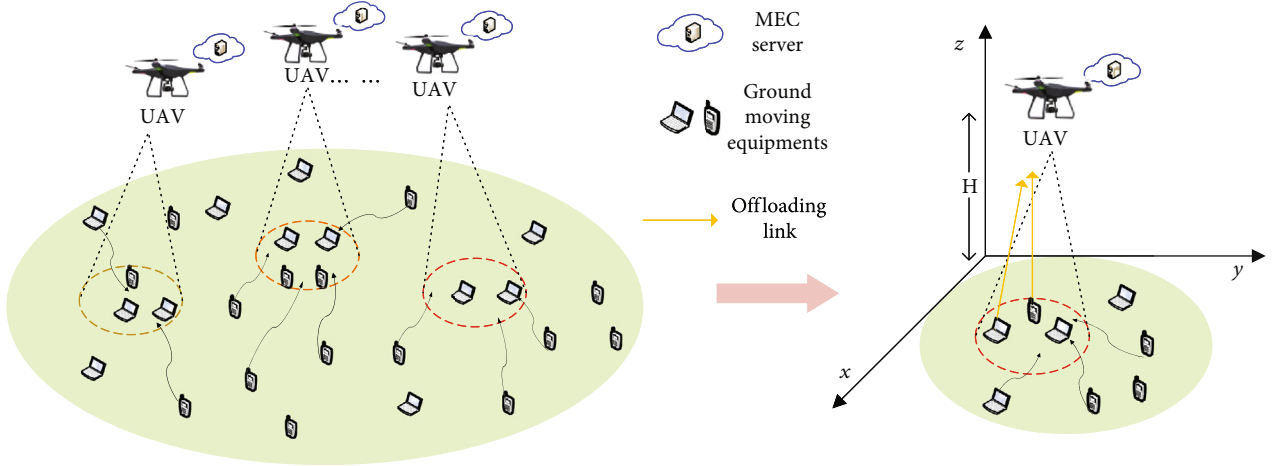 UAV
UAV... ...
UAV
MEC
server
Ground
moving
equipments
Offloading
link
z
UAV
H
y
x